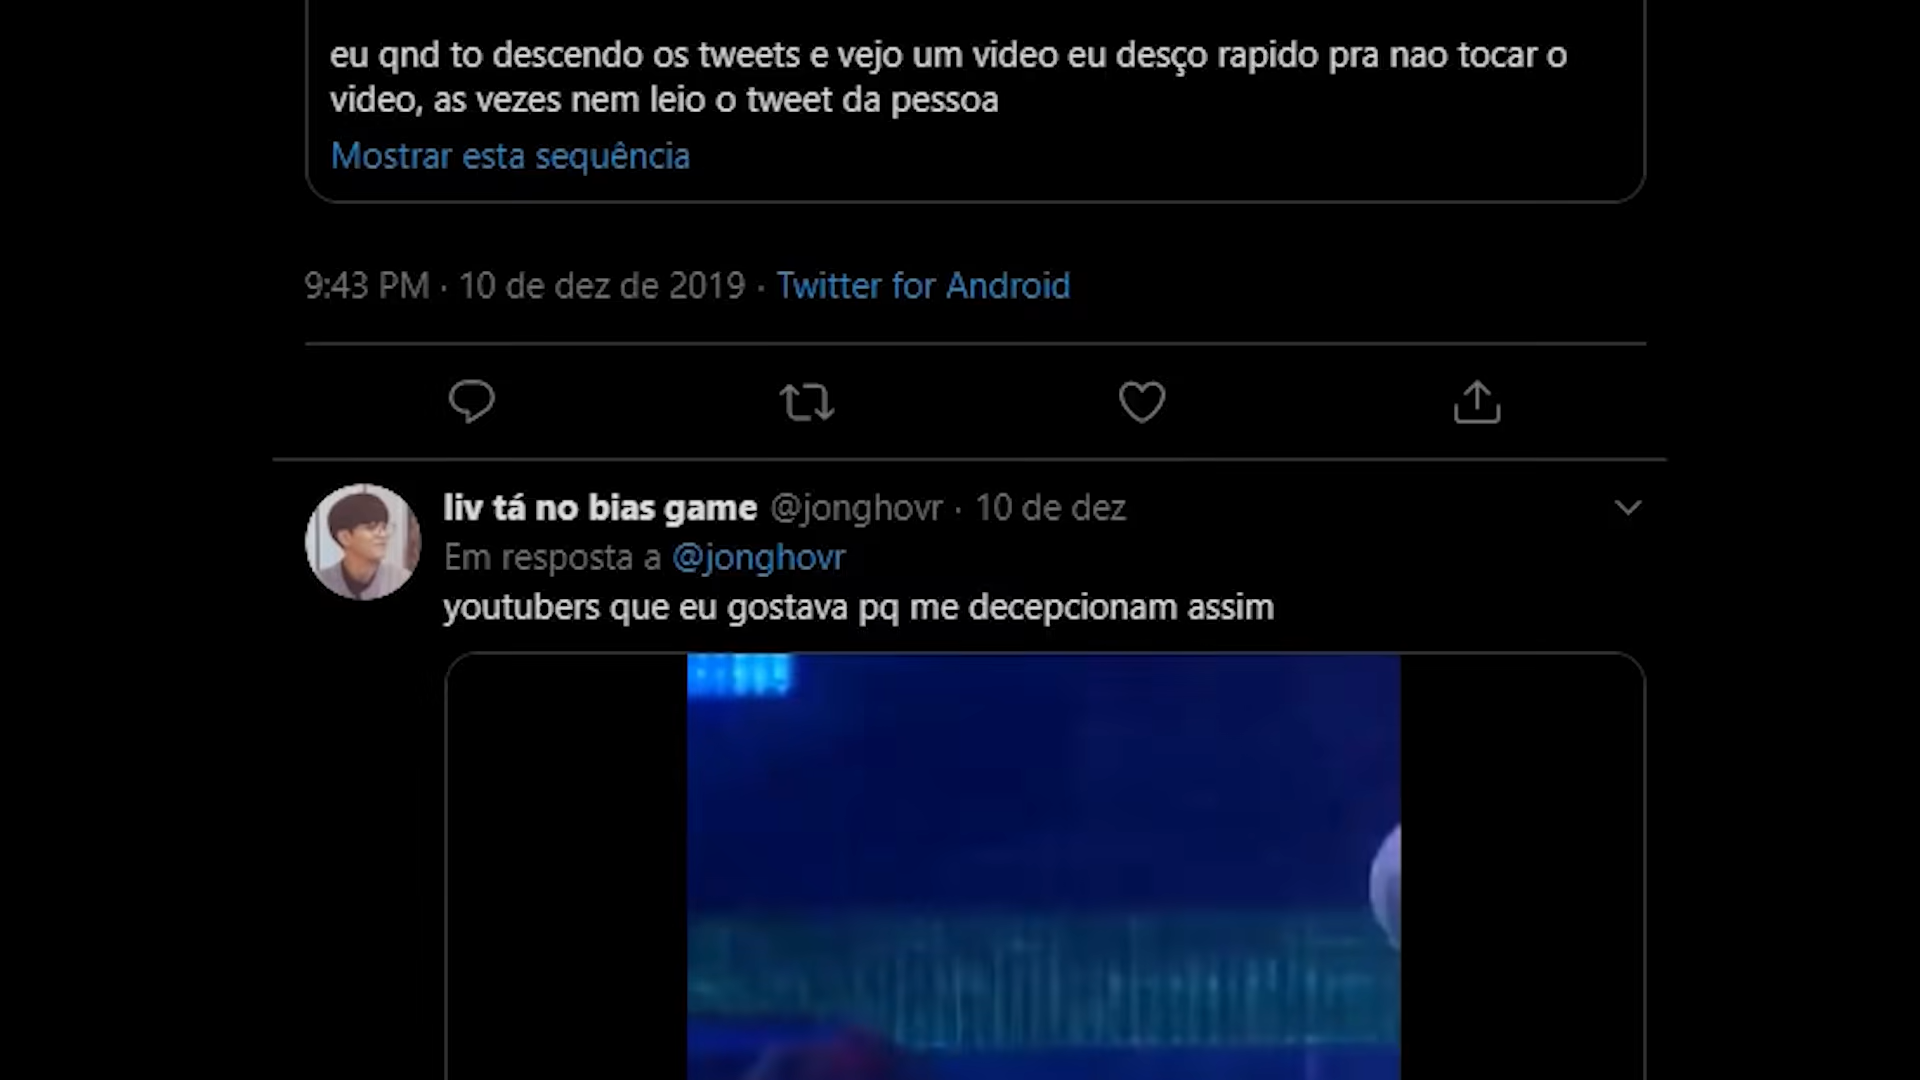 eu qnd to descendo os tweets e vejo um video eu desço rapido pra nao tocar o
video, as vezes nem leio o tweet da pessoa
Mostrar esta sequência
9:43 PM · 10 de dez de 2019 · Twitter for Android
liv tá no bias game @jonghovr · 10 de dez
Em resposta a @jonghovr
youtubers que eu gostava pq me decepcionam assim